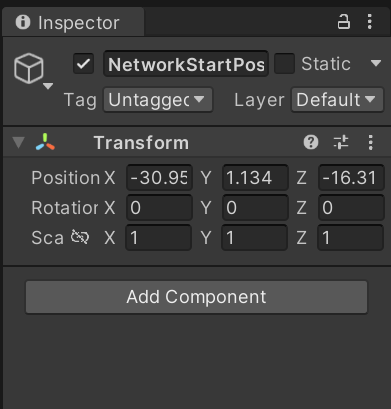 Inspector
NetworkStartPos Static
Tag Untagged Layer Default
Transform
Position X -30.95 Y 1.134 Z -16.31
Rotation X 0 Y 0 Z 0
Sca X 1 Y 1 Z 1
Add Component